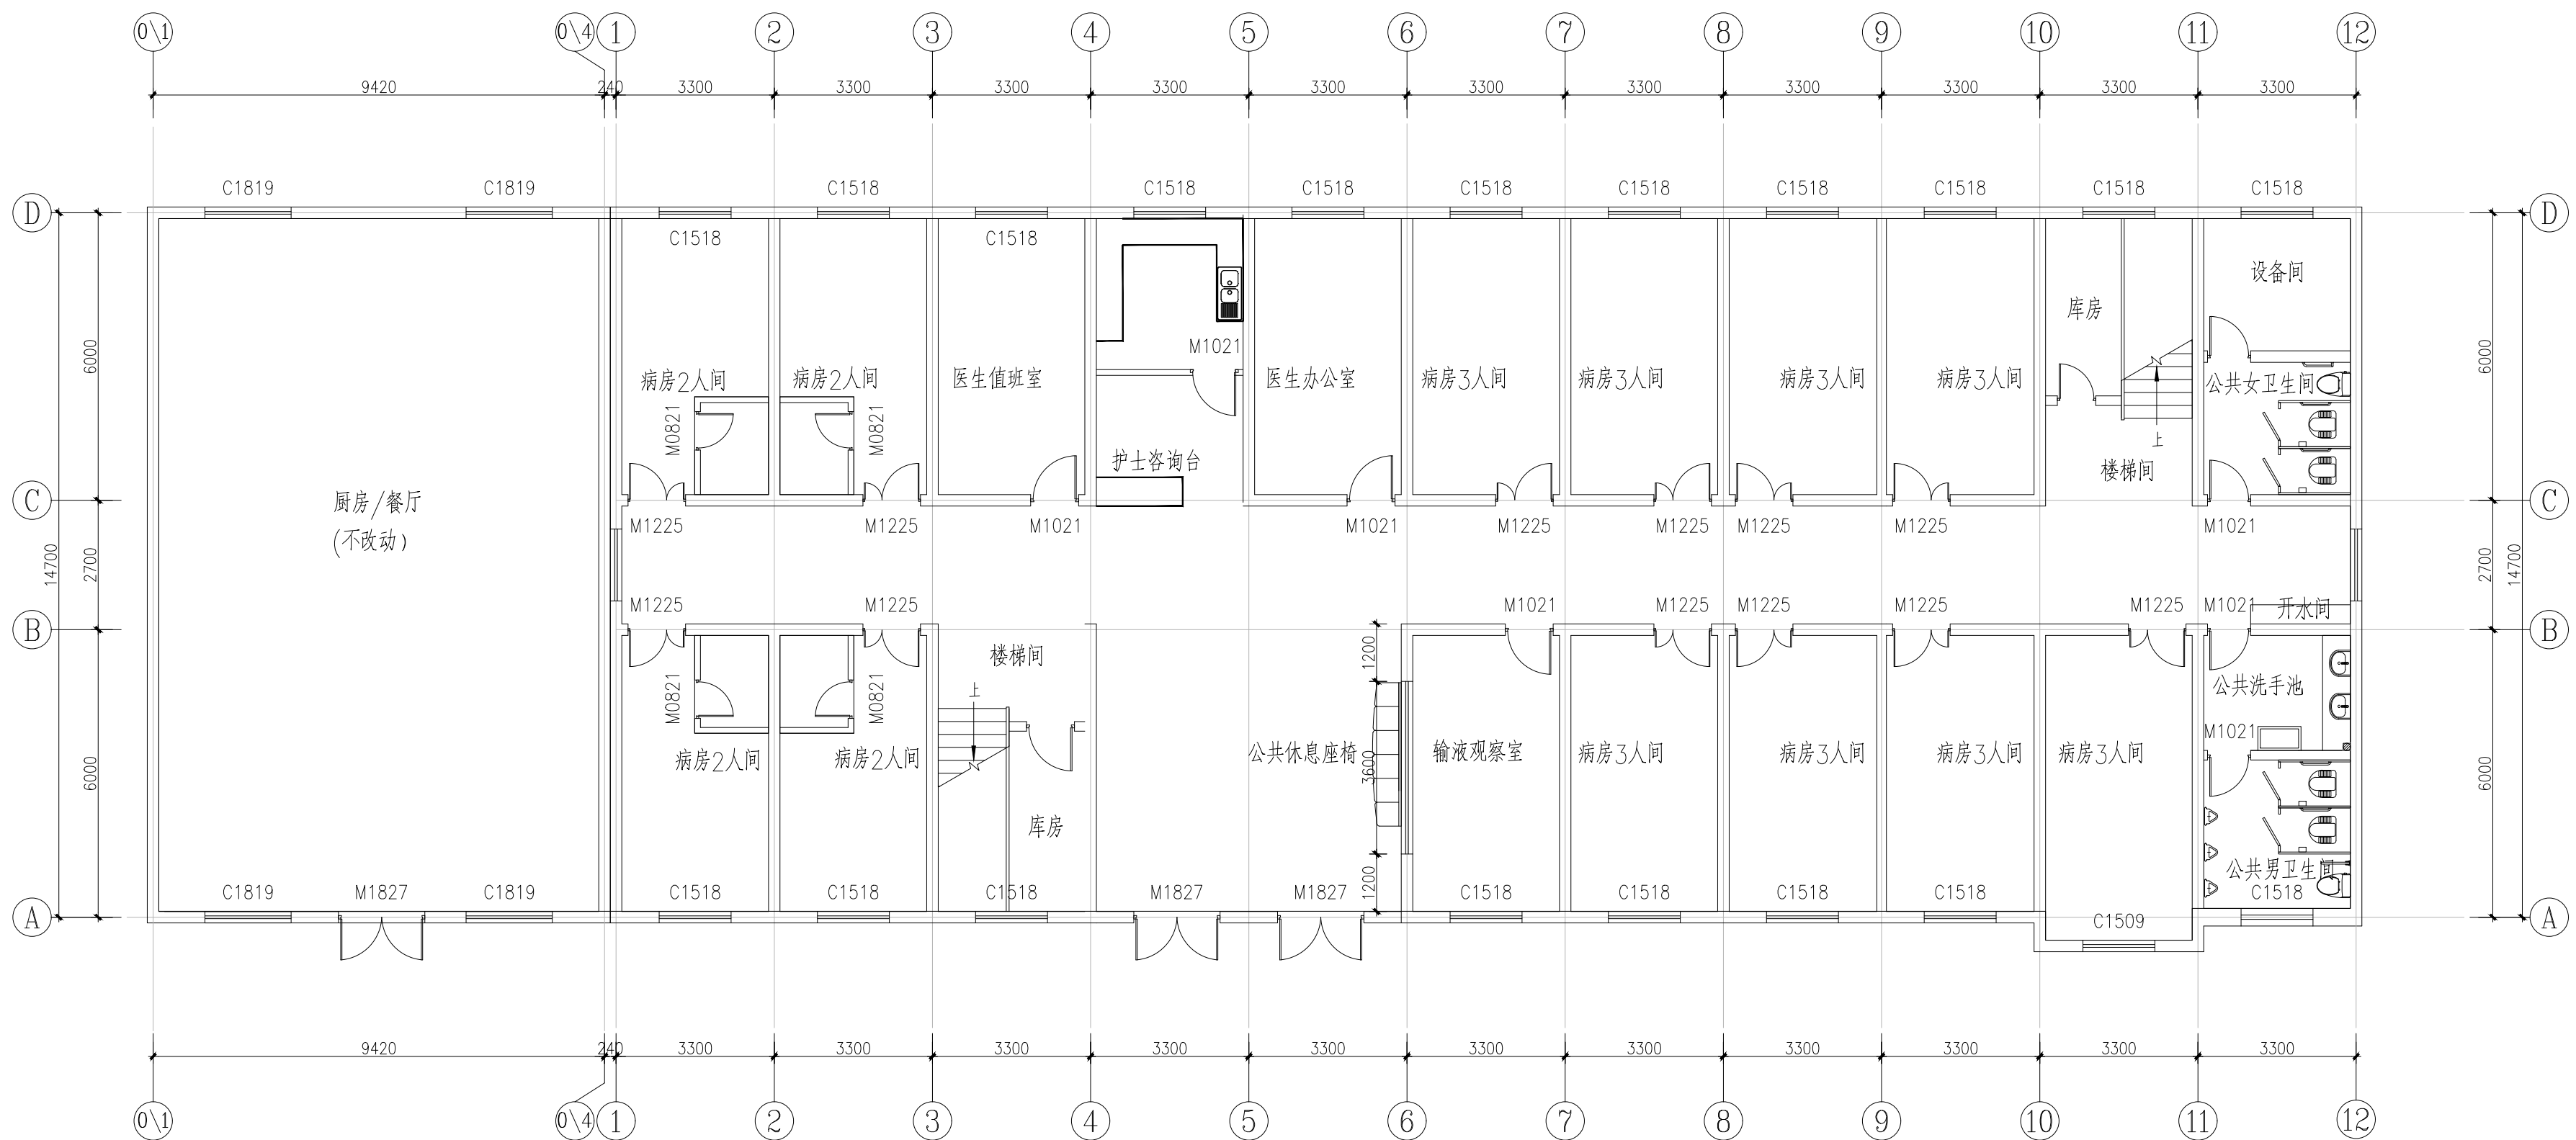 0\1 0\4 1 2 3 4 5 6 7 8 9 10 11 12
9420 240 3300 3300 3300 3300 3300 3300 3300 3300 3300 3300 3300
C1819 C1819 C1518 C1518 C1518 C1518 C1518 C1518 C1518 C1518 C1518
D D
C1518 C1518
设备间
库房
6000 M1021 6000
病房2人间 病房2人间 医生值班室 医生办公室 病房3人间 病房3人间 病房3人间 病房3人间 公共女卫生间
M0821 M0821
上
护士咨询台 楼梯间
厨房/餐厅
C C
M1225 M1225 M1021 M1021 M1225 M1225 M1225 M1225 M1021
(不改动)
14700 2700 2700 14700
M1225 M1225 M1021 M1225 M1225 M1225 M1225 M1021 开水间
B B
楼梯间 1200
上
M0821 M0821 公共洗手池
M1021
病房2人间 病房2人间 公共休息座椅 3600 输液观察室 病房3人间 病房3人间 病房3人间 病房3人间
6000 6000
库房
公共男卫生间
C1819 M1827 C1819 C1518 C1518 C1518 M1827 M1827 1200 C1518 C1518 C1518 C1518 C1518
A A
C1509
9420 240 3300 3300 3300 3300 3300 3300 3300 3300 3300 3300 3300
0\1 0\4 1 2 3 4 5 6 7 8 9 10 11 12